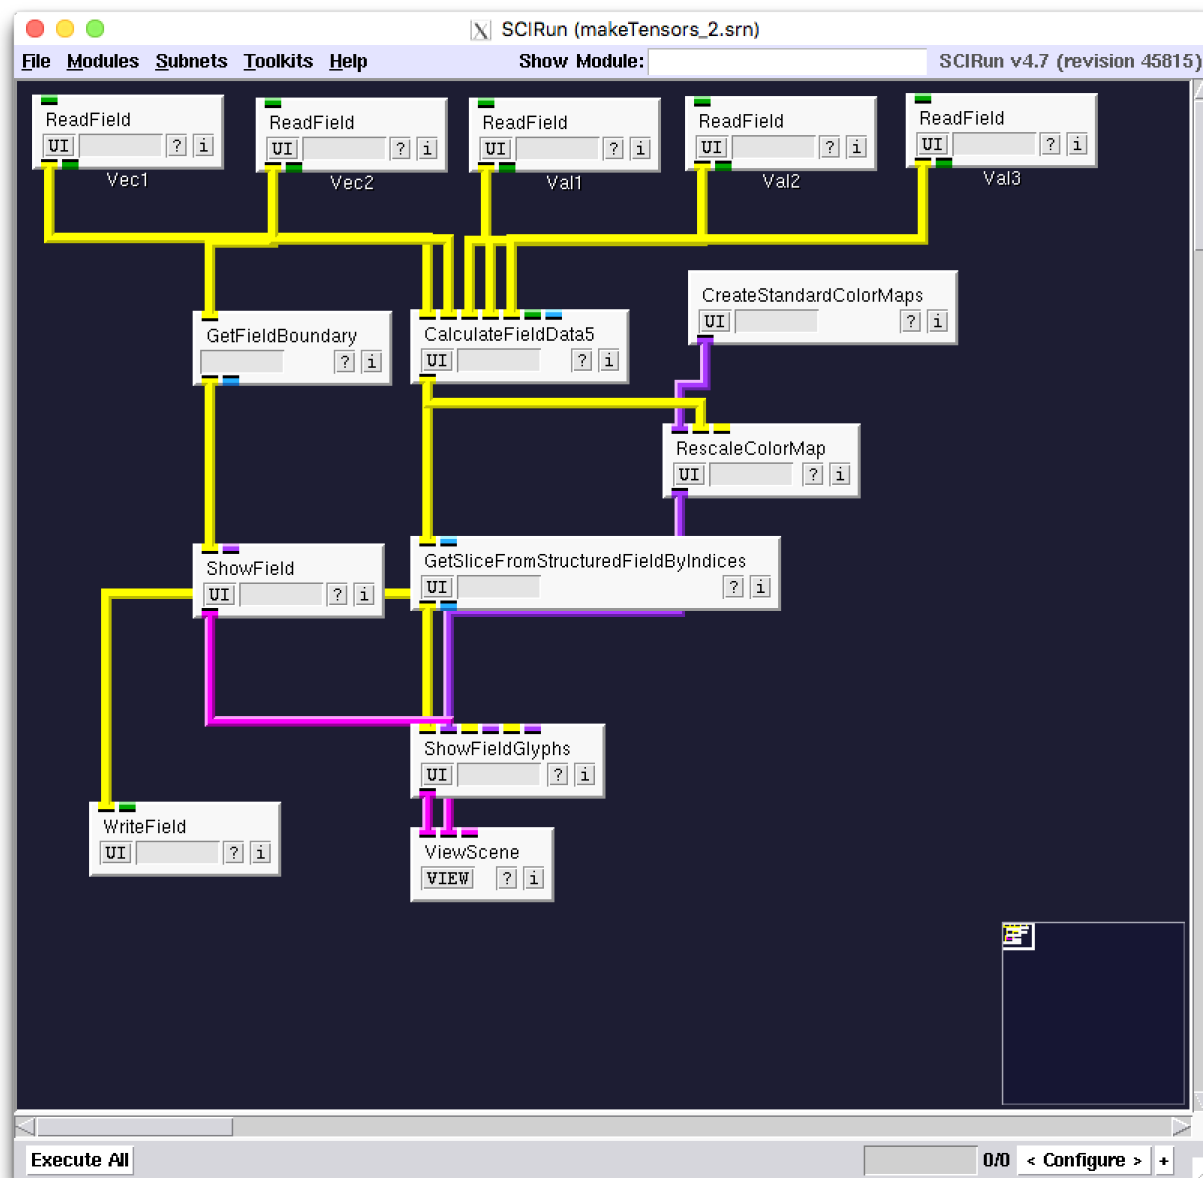 SCIRun (makeTensors_2.srn)
File Modules Subnets Toolkits Help Show Module: SCIRun v4.7 (revision 45815)
ReadField ReadField ReadField ReadField ReadField
UI ? i UI ? i UI ? i UI ? i UI ? i
Vec1 Vec2 Val1 Val2 Val3
CreateStandardColorMaps
UI ? i
GetFieldBoundary CalculateFieldData5
? i UI ? i
RescaleColorMap
UI ? i
ShowField GetSliceFromStructuredFieldByIndices
UI ? i UI ? i
ShowFieldGlyphs
UI ? i
WriteField
UI ? i
ViewScene
VIEW ? i
Execute All 0/0 < Configure > +